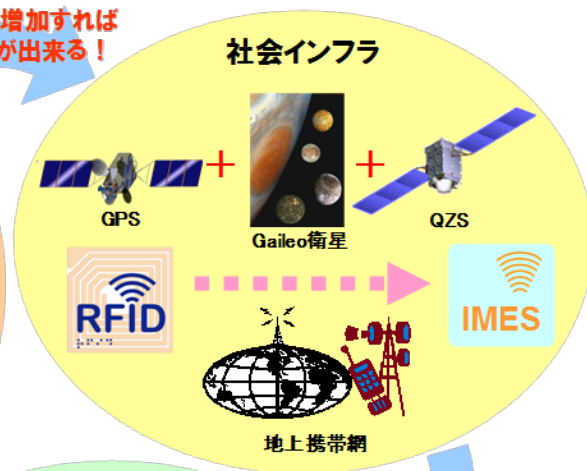 増加すれば
が出来る！
社会インフラ
+
+
GPS
Gaileo衛星
QZS
RFID
IMES
地上携帯網